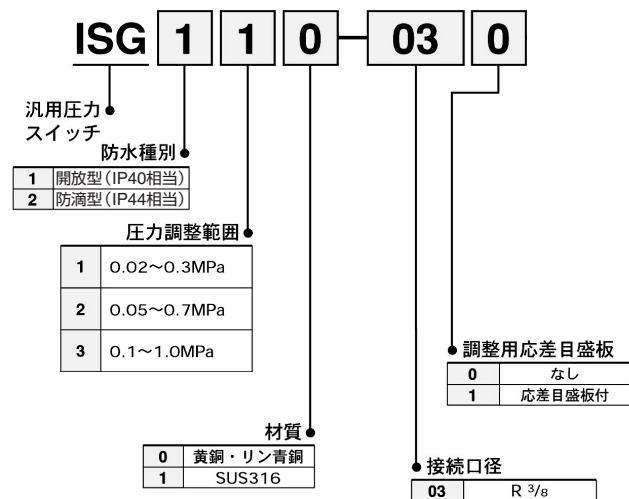 ISG 1 1 0 - 03 0
汎用圧力
スイッチ
防水種別
1 開放型(IP40相当)
2 防滴型(IP44相当)
圧力調整範囲
1 0.02〜0.3MPa
2 0.05〜0.7MPa
3 0.1〜1.0MPa
調整用応差目盛板
0 なし
1 応差目盛板付
材質
0 黄銅・リン青銅
1 SUS316
接続口径
03 R 3/8